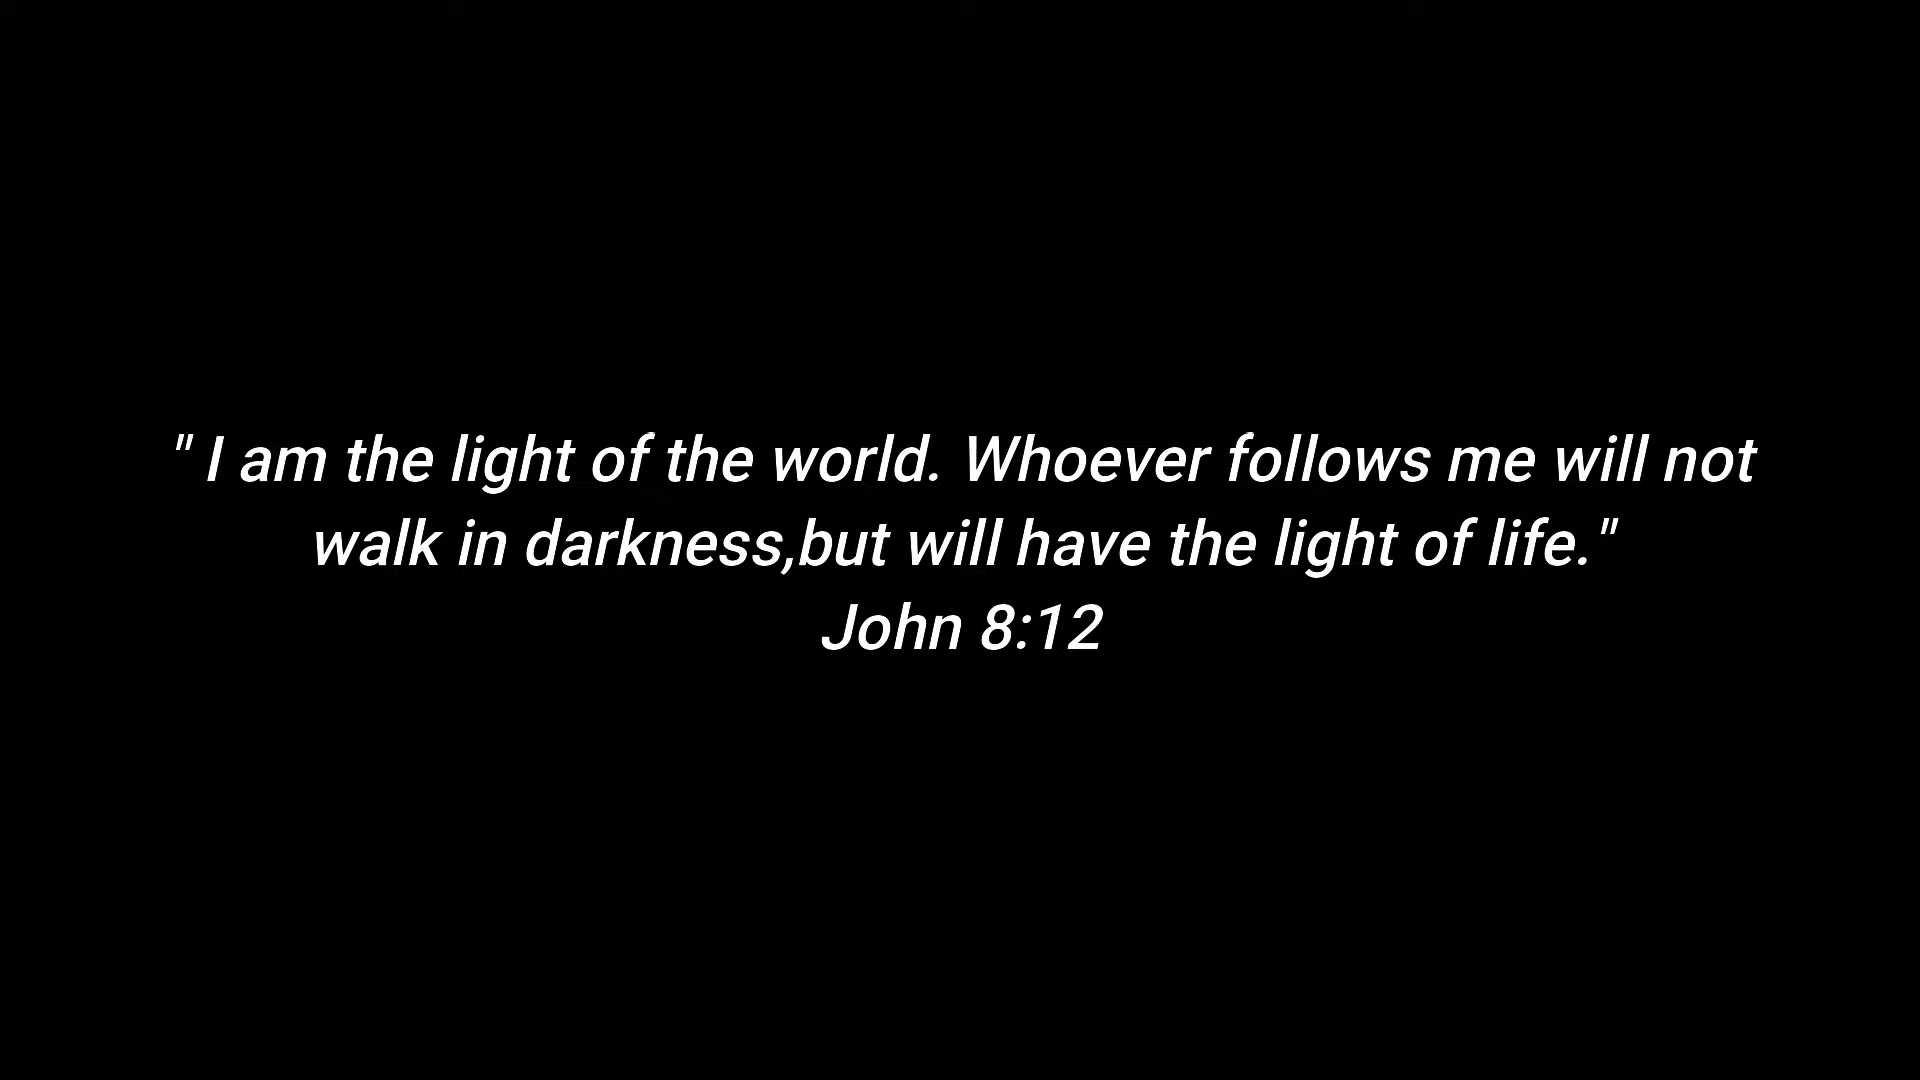 " I am the light of the world. Whoever follows me will not
walk in darkness,but will have the light of life."
John 8:12